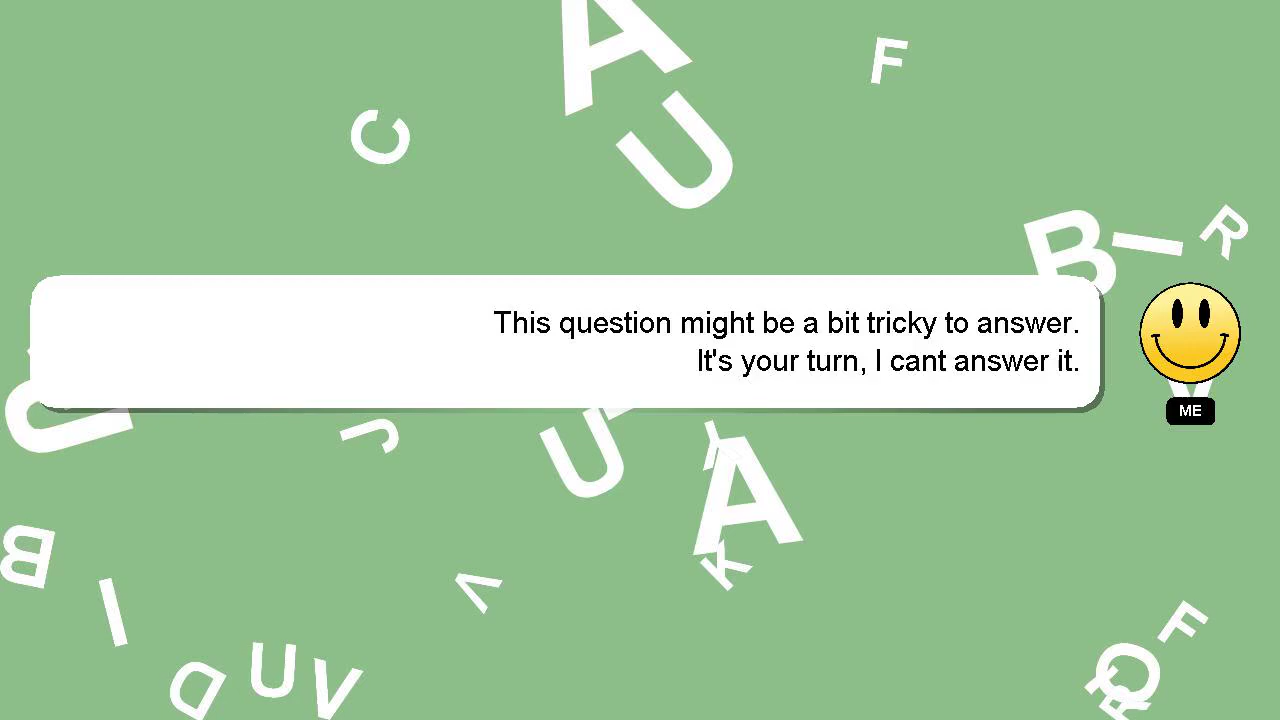 A
F
C
U
B I R
This question might be a bit tricky to answer.
It's your turn, I cant answer it.
ME
J
U
A
K
B
I
V
D U V
F
Q